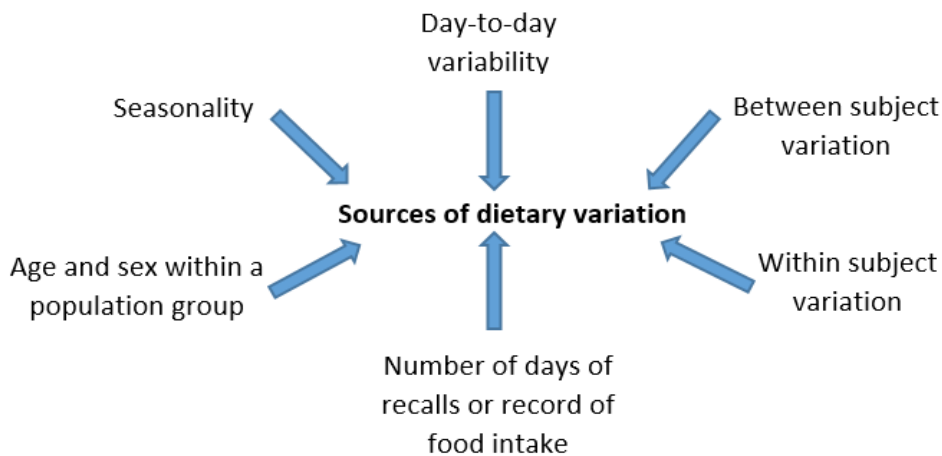 Day-to-day
variability
Seasonality
Between subject
variation
Sources of dietary variation
Age and sex within a
population group
Within subject
variation
Number of days of
recalls or record of
food intake